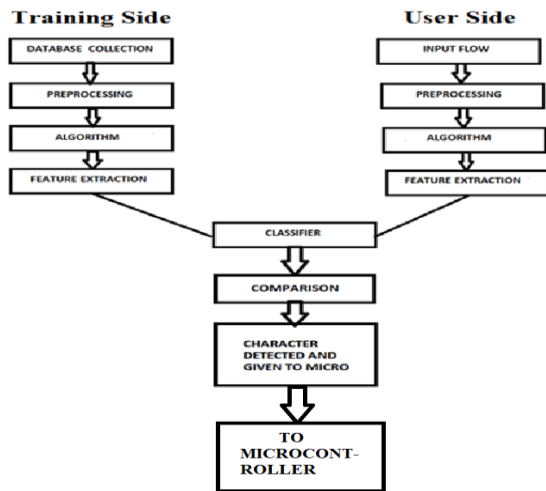 Training Side
DATABASE COLLECTION
PREPROCESSING
ALGORITHM
FEATURE EXTRACTION
User Side
INPUT FLOW
PREPROCESSING
ALGORITHM
FEATURE EXTRACTION
CLASSIFIER
COMPARISON
CHARACTER
DETECTED AND
GIVEN TO MICRO
TO
MICROCONT-
ROLLER